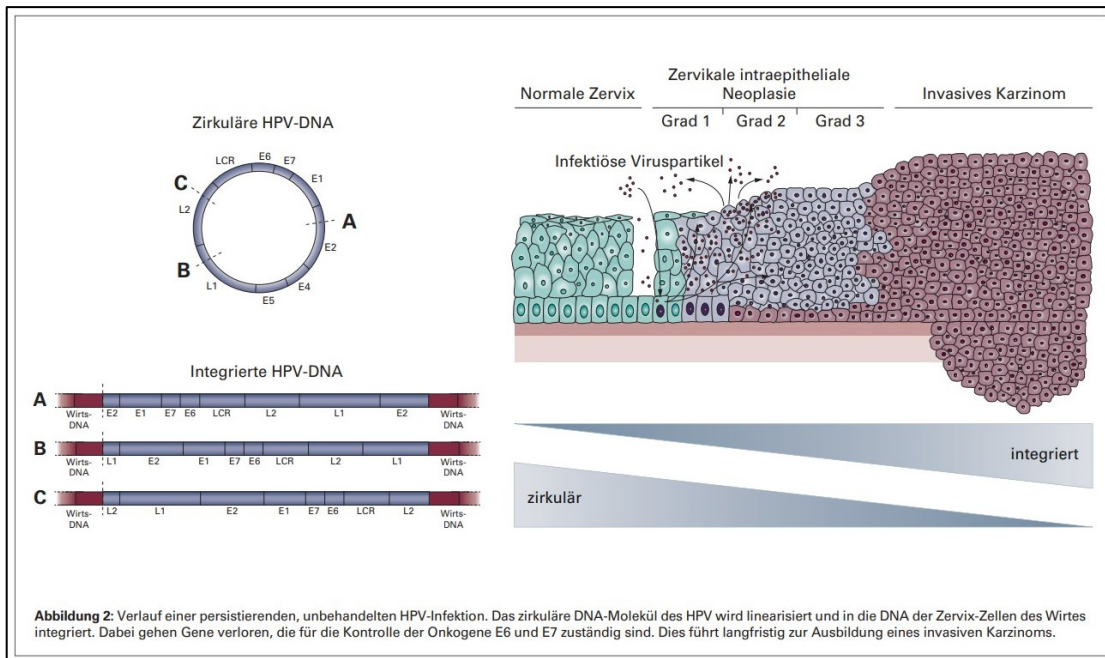 Zirkuläre HPV-DNA
LCR
E6
E7
E1
C
L2
A
E2
B
L1
E5
E4
Integrierte HPV-DNA
A
Wirts-DNA E2 E1 E7 E6 LCR L2 L1 E2 Wirts-DNA
B
Wirts-DNA L1 E2 E1 E7 E6 LCR L2 L1 Wirts-DNA
C
Wirts-DNA L2 L1 E2 E1 E7 E6 LCR L2 Wirts-DNA
Normale Zervix
Zervikale intraepitheliale
Neoplasie
Invasives Karzinom
Grad 1
Grad 2
Grad 3
Infektiöse Viruspartikel
integriert
zirkulär
Abbildung 2: Verlauf einer persistierenden, unbehandelten HPV-Infektion. Das zirkuläre DNA-Molekül des HPV wird linearisiert und in die DNA der Zervix-Zellen des Wirtes
integriert. Dabei gehen Gene verloren, die für die Kontrolle der Onkogene E6 und E7 zuständig sind. Dies führt langfristig zur Ausbildung eines invasiven Karzinoms.